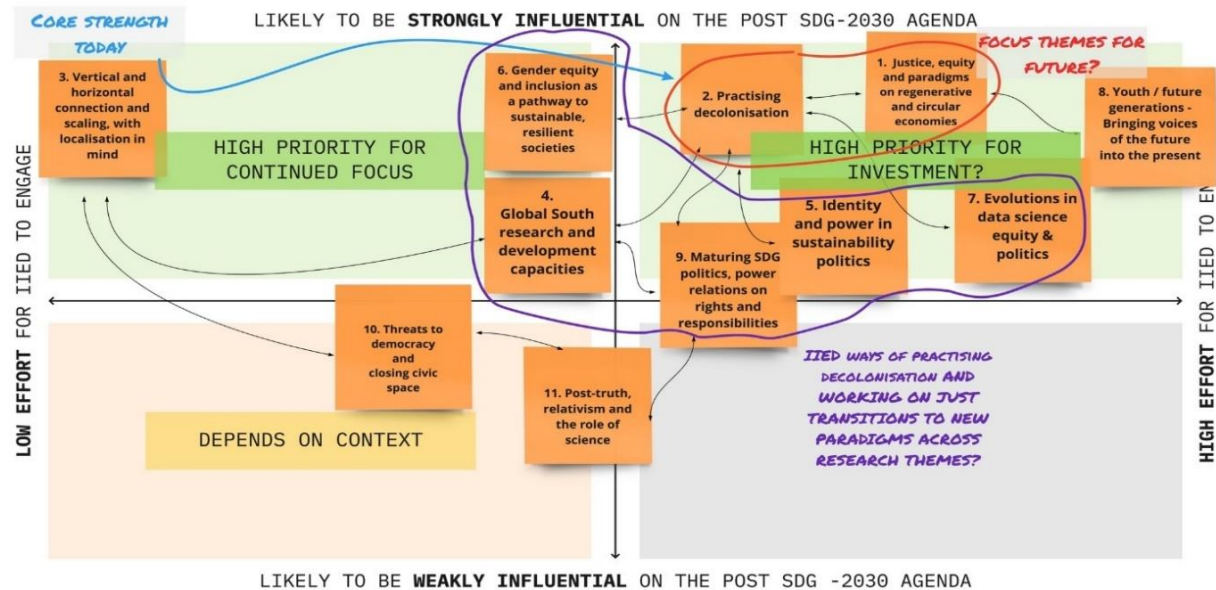 LIKELY TO BE STRONGLY INFLUENTIAL ON THE POST SDG-2030 AGENDA
CORE STRENGTH
TODAY
FOCUS THEMES FOR
FUTURE?
3. Vertical and
horizontal
connection and
scaling, with
localisation in
mind
6. Gender equity
and inclusion as
a pathway to
sustainable,
resilient
societies
2. Practising
decolonisation
1. Justice, equity
and paradigms
on regenerative
and circular
economies
8. Youth / future
generations -
Bringing voices
of the future
into the present
HIGH PRIORITY FOR
CONTINUED FOCUS
HIGH PRIORITY FOR
INVESTMENT?
4.
Global South
research and
development
capacities
5. Identity
and power in
sustainability
politics
7. Evolutions in
data science
equity &
politics
9. Maturing SDG
politics, power
relations on
rights and
responsibilities
LOW EFFORT FOR IIED TO ENGAGE
HIGH EFFORT FOR IIED TO EN
10. Threats to
democracy
and
closing civic
space
11. Post-truth,
relativism and
the role of
science
IIED WAYS OF PRACTISING
DECOLONISATION AND
WORKING ON JUST
TRANSITIONS TO NEW
PARADIGMS ACROSS
RESEARCH THEMES?
DEPENDS ON CONTEXT
LIKELY TO BE WEAKLY INFLUENTIAL ON THE POST SDG -2030 AGENDA